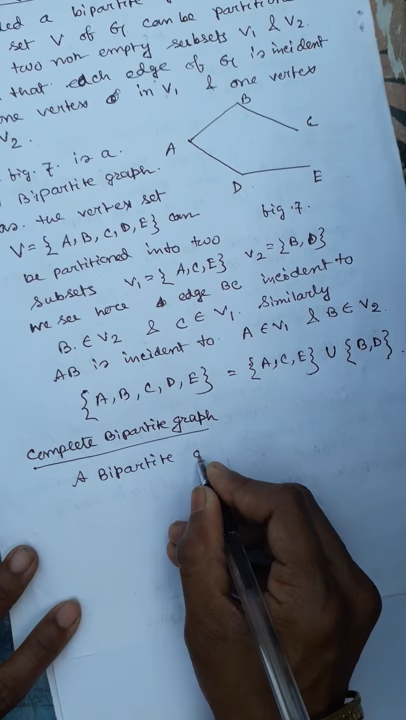 led a bipartite
set V of G can be partition
two non empty subsets V1 & V2
that each edge of G is incident
one vertex in V1 & one vertex
V2.
fig. 7. is a
Bipartite graph.
as. the vertex set
V = { A, B, C, D, E } can
be partitioned into two
subsets V1 = { A, C, E } V2 = { B, D }
we see here edge BC incident to
B ∈ V2 & C ∈ V1. Similarly
AB is incident to A ∈ V1 & B ∈ V2
{ A, B, C, D, E } = { A, C, E } ∪ { B, D }.
A
B
C
D
E
fig. 7.
Complete Bipartite graph
A Bipartite g